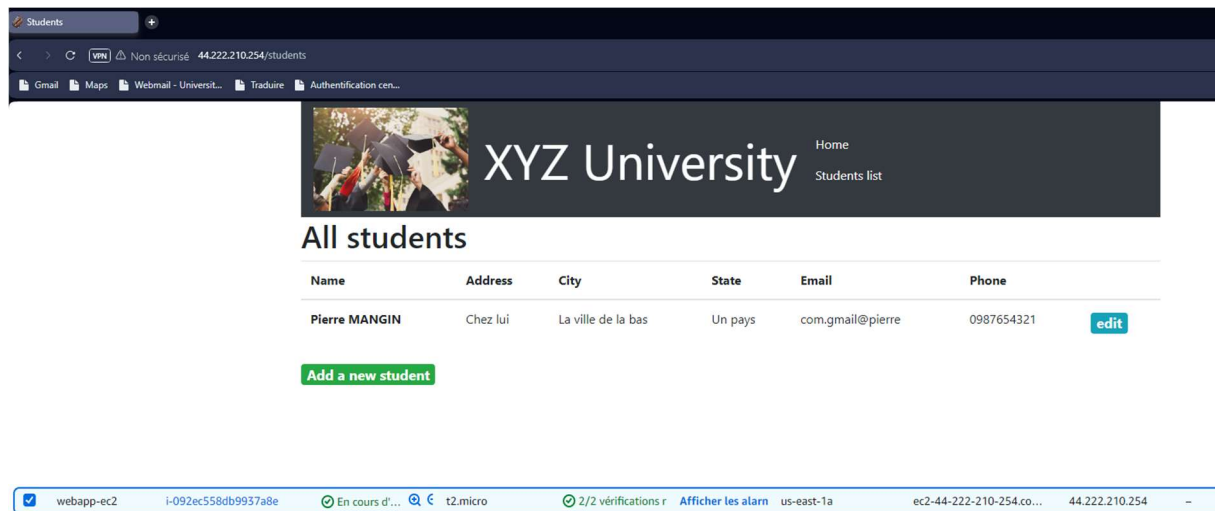 Students
VPN Non sécurisé 44.222.210.254/students
Gmail Maps Webmail - Universit... Traduire Authentification cen...
XYZ University
Home
Students list
All students
Name Address City State Email Phone
Pierre MANGIN Chez lui La ville de la bas Un pays com.gmail@pierre 0987654321 edit
Add a new student
webapp-ec2 i-092ec558db9937a8e En cours d'... t2.micro 2/2 vérifications r Afficher les alarn us-east-1a ec2-44-222-210-254.co... 44.222.210.254 –